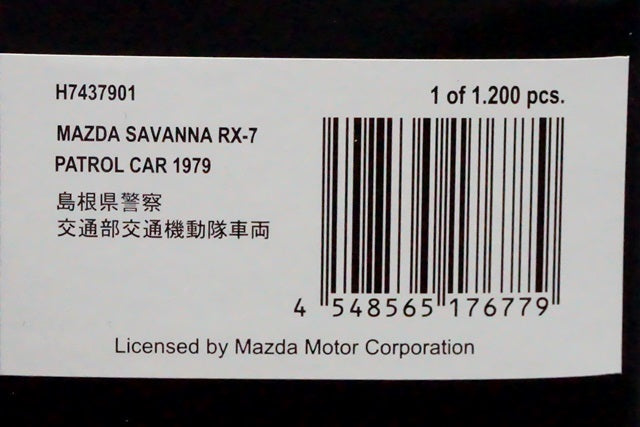 H7437901
1 of 1.200 pcs.
MAZDA SAVANNA RX-7
PATROL CAR 1979
島根県警察
交通部交通機動隊車両
4 548565 176779
Licensed by Mazda Motor Corporation